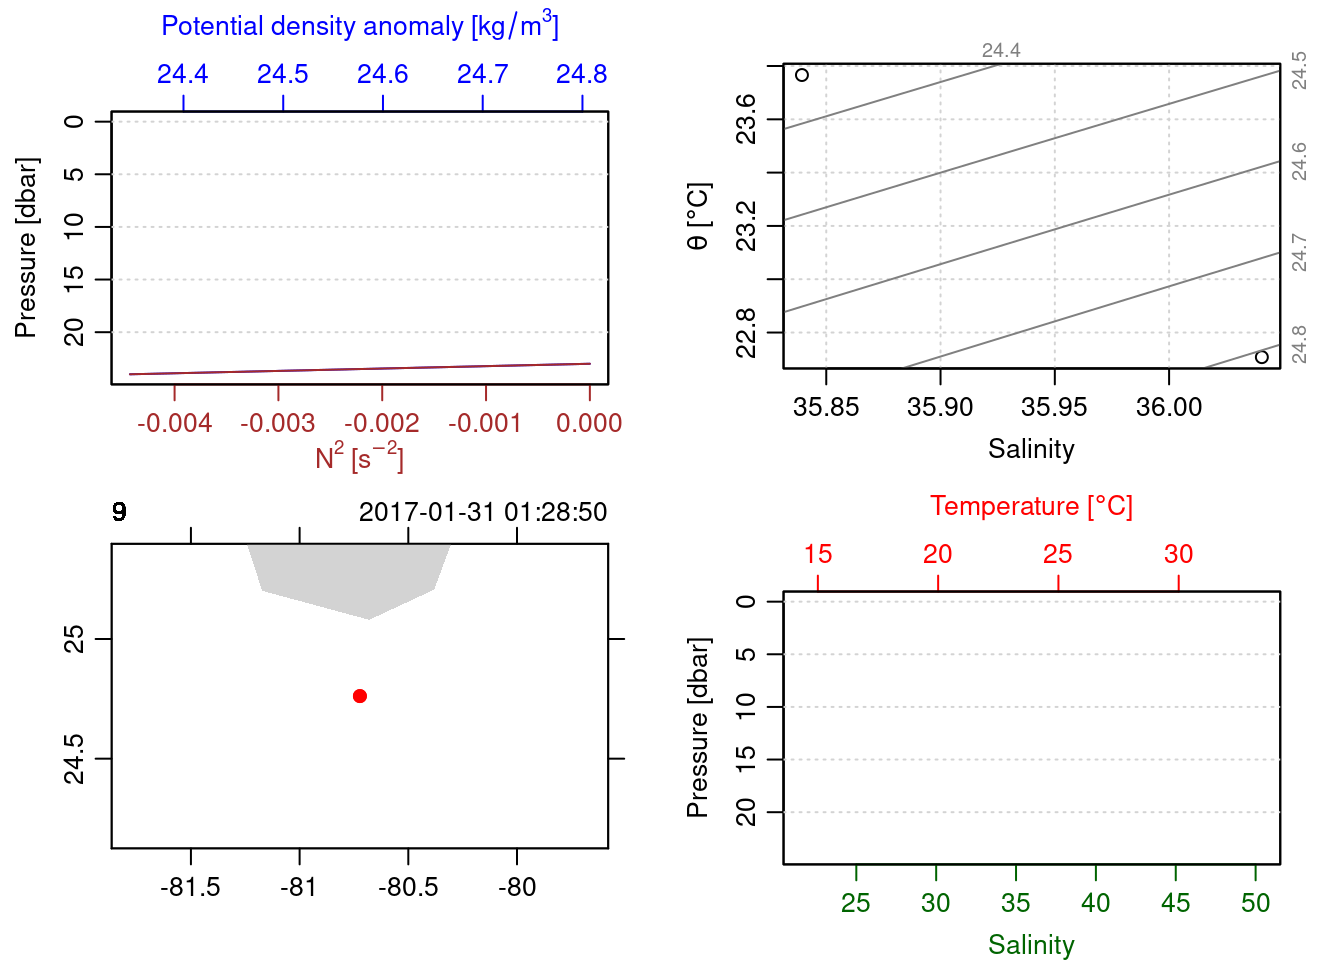 Potential density anomaly [kg/m³]
24.4 24.5 24.6 24.7 24.8
Pressure [dbar]
0
5
10
15
20
-0.004 -0.003 -0.002 -0.001 0.000
N² [s⁻²]
24.4
24.5
24.6
24.7
24.8
θ [°C]
23.6
23.2
22.8
35.85 35.90 35.95 36.00
Salinity
9 2017-01-31 01:28:50
25
24.5
-81.5 -81 -80.5 -80
Temperature [°C]
15 20 25 30
Pressure [dbar]
0
5
10
15
20
25 30 35 40 45 50
Salinity